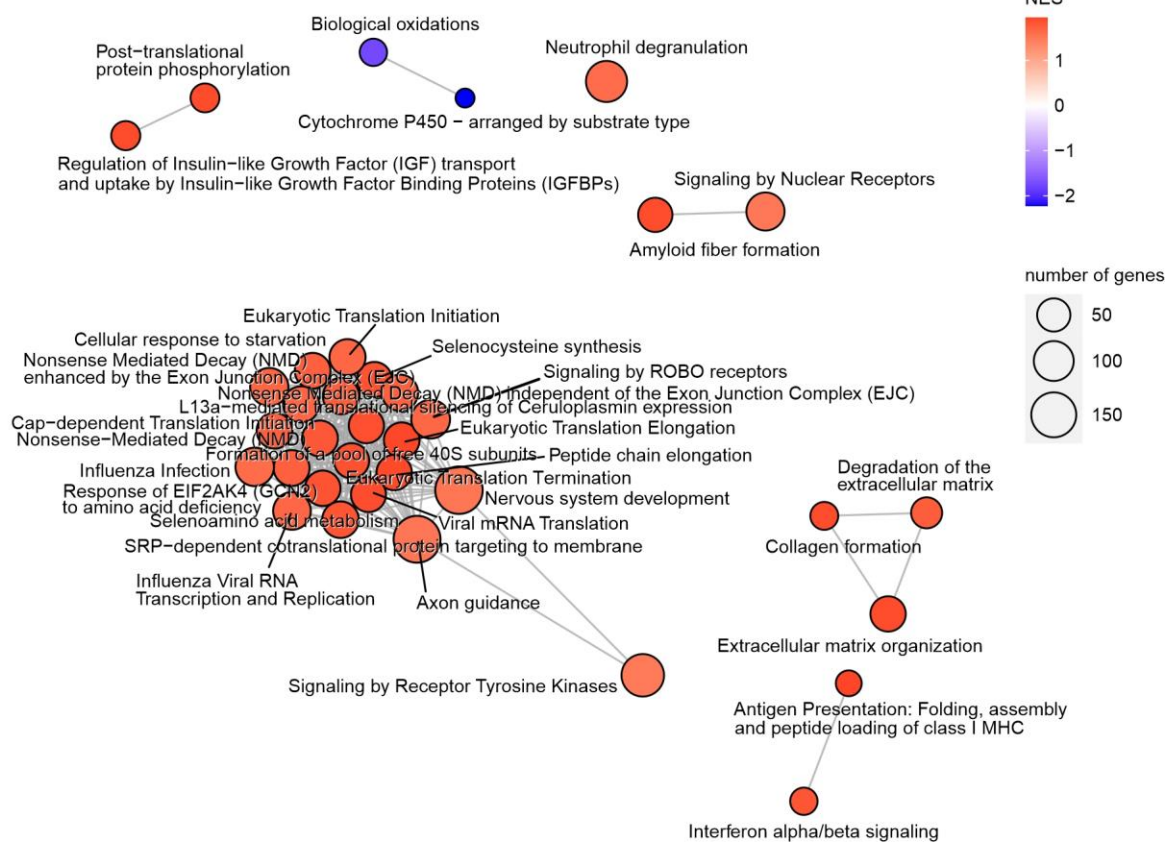 NES
Biological oxidations
Post−translational
protein phosphorylation
Neutrophil degranulation
1
0
−1
−2
Cytochrome P450 − arranged by substrate type
Regulation of Insulin−like Growth Factor (IGF) transport
and uptake by Insulin−like Growth Factor Binding Proteins (IGFBPs)
Signaling by Nuclear Receptors
Amyloid fiber formation
number of genes
50
100
150
Eukaryotic Translation Initiation
Cellular response to starvation
Selenocysteine synthesis
Nonsense Mediated Decay (NMD)
enhanced by the Exon Junction Complex (EJC)
Signaling by ROBO receptors
Nonsense Mediated Decay (NMD) independent of the Exon Junction Complex (EJC)
L13a−mediated translational silencing of Ceruloplasmin expression
Cap−dependent Translation Initiation
Eukaryotic Translation Elongation
Nonsense−Mediated Decay (NMD)
Formation of a pool of free 40S subunits
Peptide chain elongation
Influenza Infection
Eukaryotic Translation Termination
Response of EIF2AK4 (GCN2)
to amino acid deficiency
Nervous system development
Selenoamino acid metabolism
Viral mRNA Translation
SRP−dependent cotranslational protein targeting to membrane
Influenza Viral RNA
Transcription and Replication
Axon guidance
Degradation of the
extracellular matrix
Collagen formation
Extracellular matrix organization
Signaling by Receptor Tyrosine Kinases
Antigen Presentation: Folding, assembly
and peptide loading of class I MHC
Interferon alpha/beta signaling